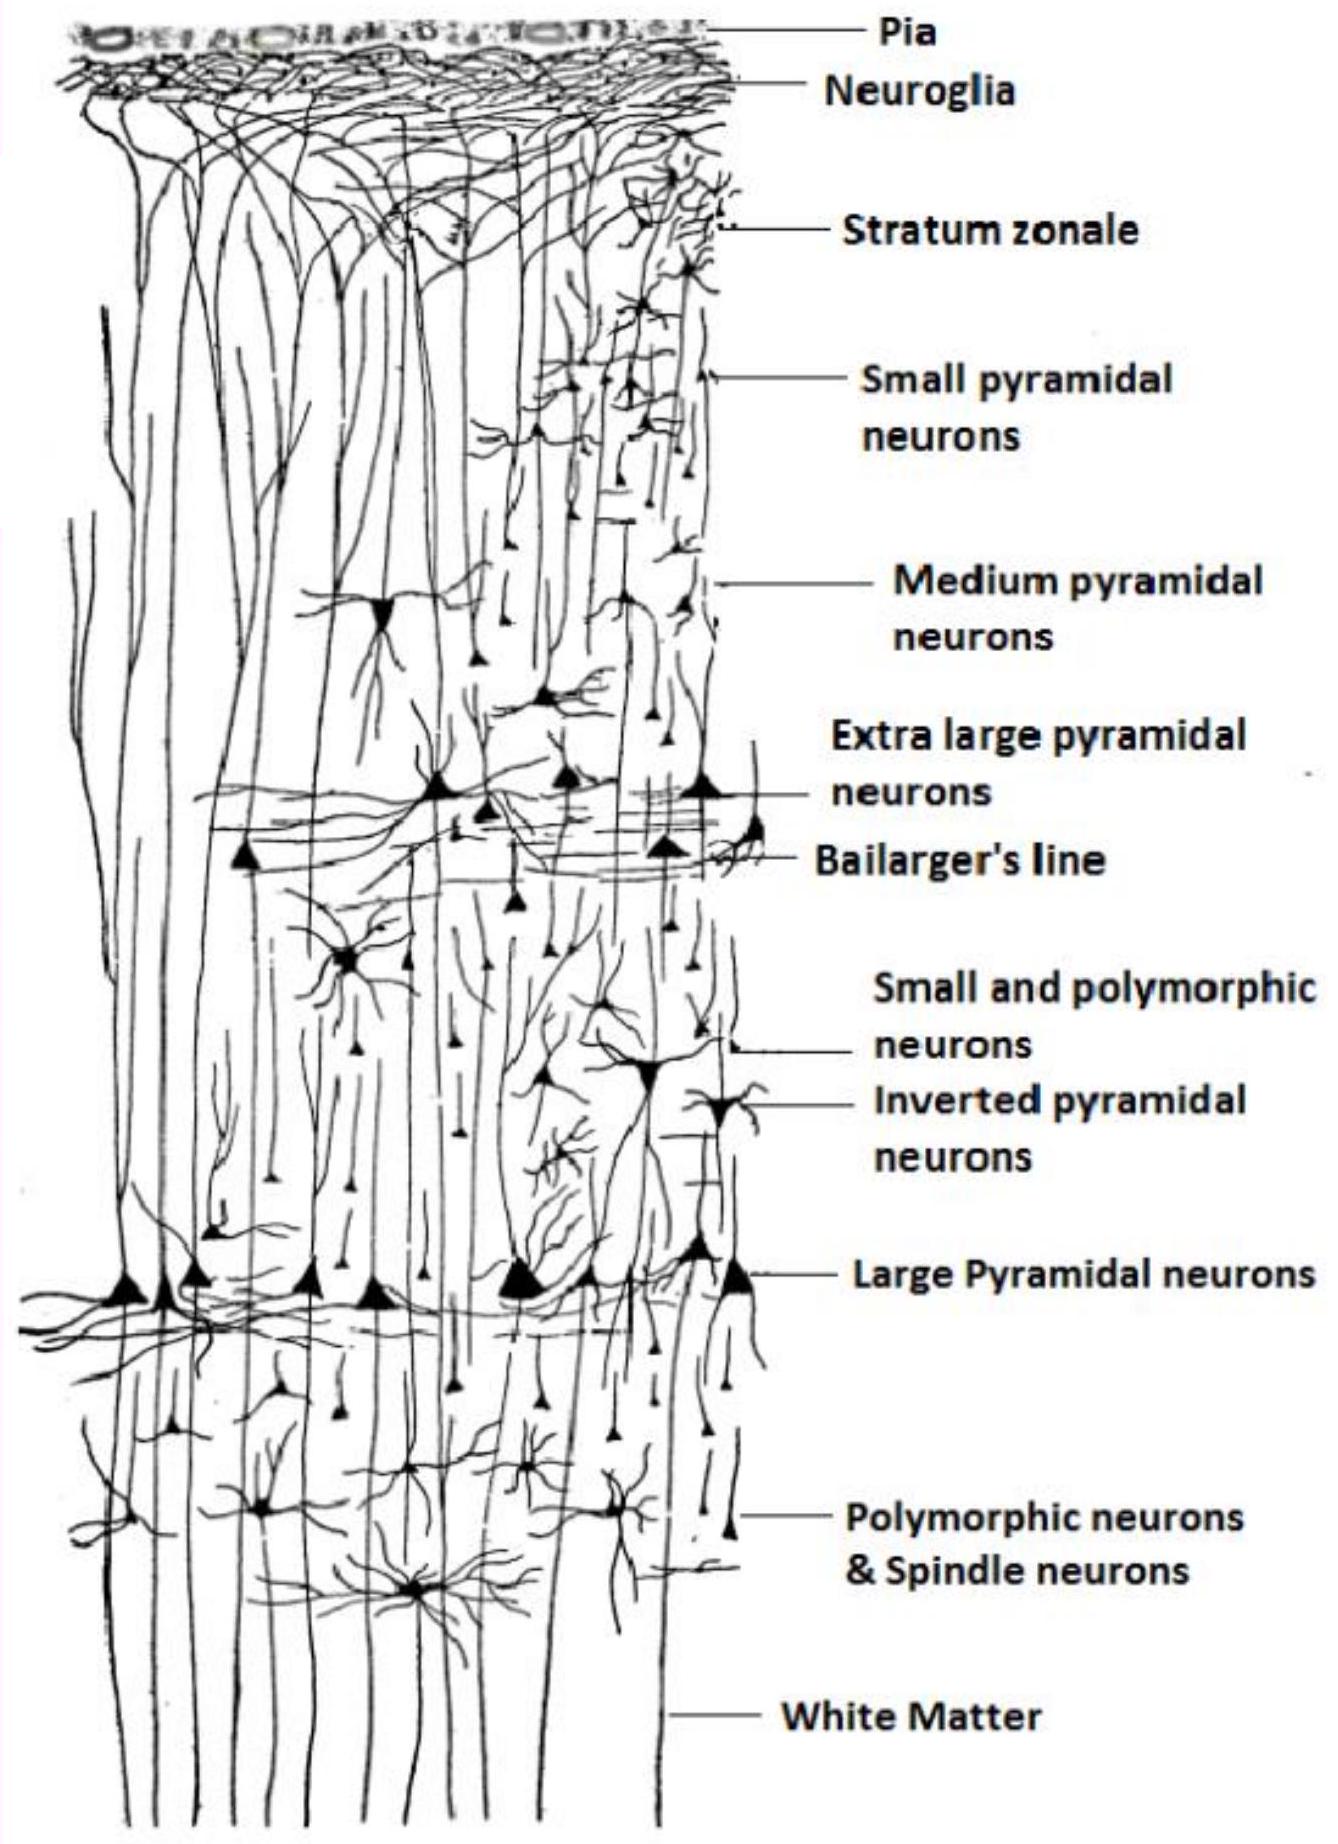 Pia
Neuroglia
Stratum zonale
Small pyramidal
neurons
Medium pyramidal
neurons
Extra large pyramidal
neurons
Bailarger's line
Small and polymorphic
neurons
Inverted pyramidal
neurons
Large Pyramidal neurons
Polymorphic neurons
& Spindle neurons
White Matter